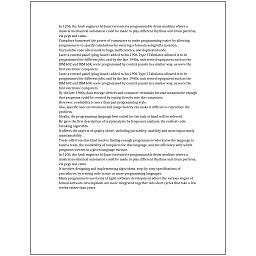 In 1206, the Arab engineer Al-Jazari invented a programmable drum machine where a
musical mechanical automaton could be made to play different rhythms and drum patterns,
via pegs and cams.
Compilers harnessed the power of computers to make programming easier by allowing
programmers to specify calculations by entering a formula using infix notation.
Unreadable code often leads to bugs, inefficiencies, and duplicated code.
Later a control panel (plug board) added to his 1906 Type I Tabulator allowed it to be
programmed for different jobs, and by the late 1940s, unit record equipment such as the
IBM 602 and IBM 604, were programmed by control panels in a similar way, as were the
first electronic computers.
Later a control panel (plug board) added to his 1906 Type I Tabulator allowed it to be
programmed for different jobs, and by the late 1940s, unit record equipment such as the
IBM 602 and IBM 604, were programmed by control panels in a similar way, as were the
first electronic computers.
By the late 1960s, data storage devices and computer terminals became inexpensive enough
that programs could be created by typing directly into the computers.
However, readability is more than just programming style.
Also, specific user environment and usage history can make it difficult to reproduce the
problem.
Ideally, the programming language best suited for the task at hand will be selected.
He gave the first description of cryptanalysis by frequency analysis, the earliest code-
breaking algorithm.
It affects the aspects of quality above, including portability, usability and most importantly
maintainability.
Trade-offs from this ideal involve finding enough programmers who know the language to
build a team, the availability of compilers for that language, and the efficiency with which
programs written in a given language execute.
In 1206, the Arab engineer Al-Jazari invented a programmable drum machine where a
musical mechanical automaton could be made to play different rhythms and drum patterns,
via pegs and cams.
It involves designing and implementing algorithms, step-by-step specifications of
procedures, by writing code in one or more programming languages.
Many programmers use forms of Agile software development where the various stages of
formal software development are more integrated together into short cycles that take a few
weeks rather than years.